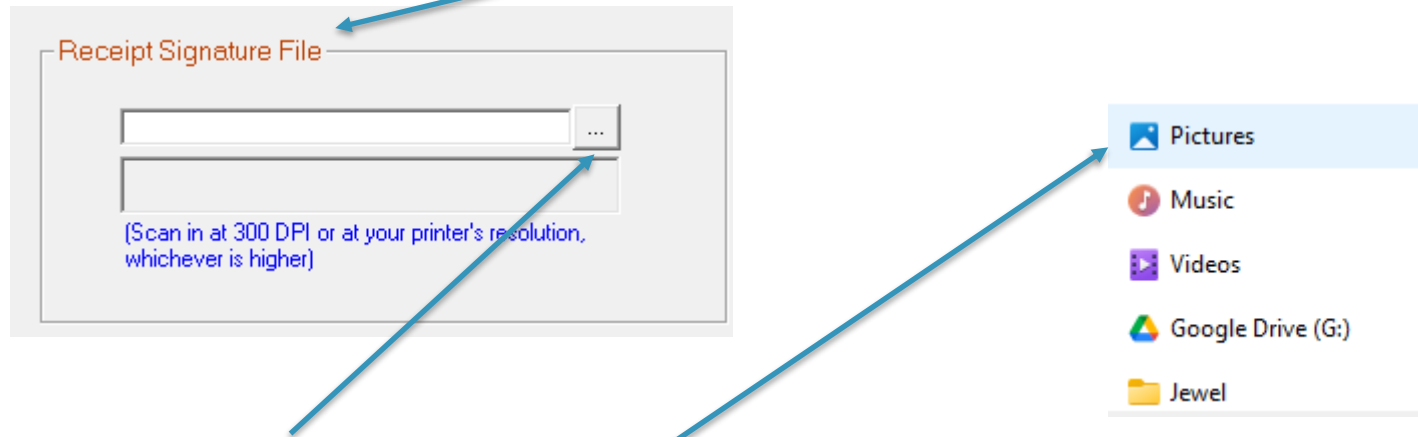 Receipt Signature File
...
(Scan in at 300 DPI or at your printer's resolution,
whichever is higher)
Pictures
Music
Videos
Google Drive (G:)
Jewel